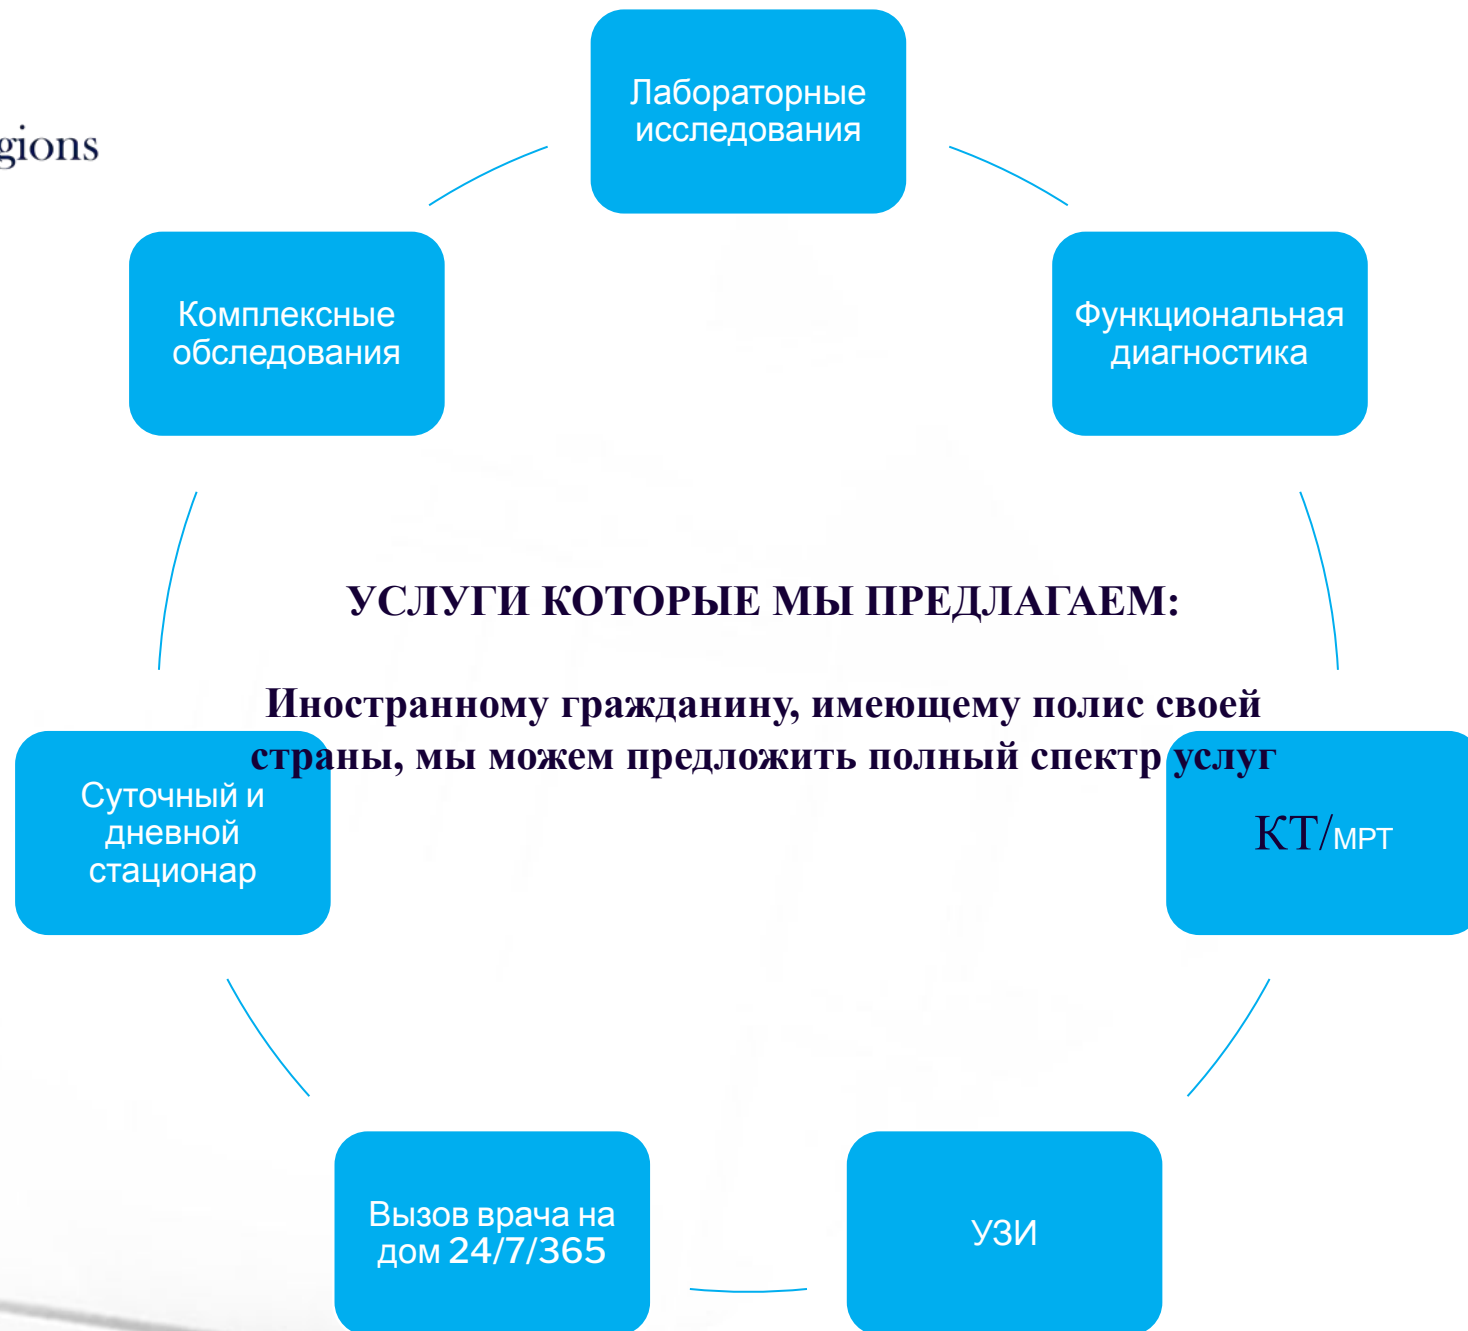 gions
Лабораторные
исследования
Комплексные
обследования
Функциональная
диагностика
УСЛУГИ КОТОРЫЕ МЫ ПРЕДЛАГАЕМ:
Иностранному гражданину, имеющему полис своей
страны, мы можем предложить полный спектр услуг
Суточный и
дневной
стационар
КТ/МРТ
Вызов врача на
дом 24/7/365
УЗИ